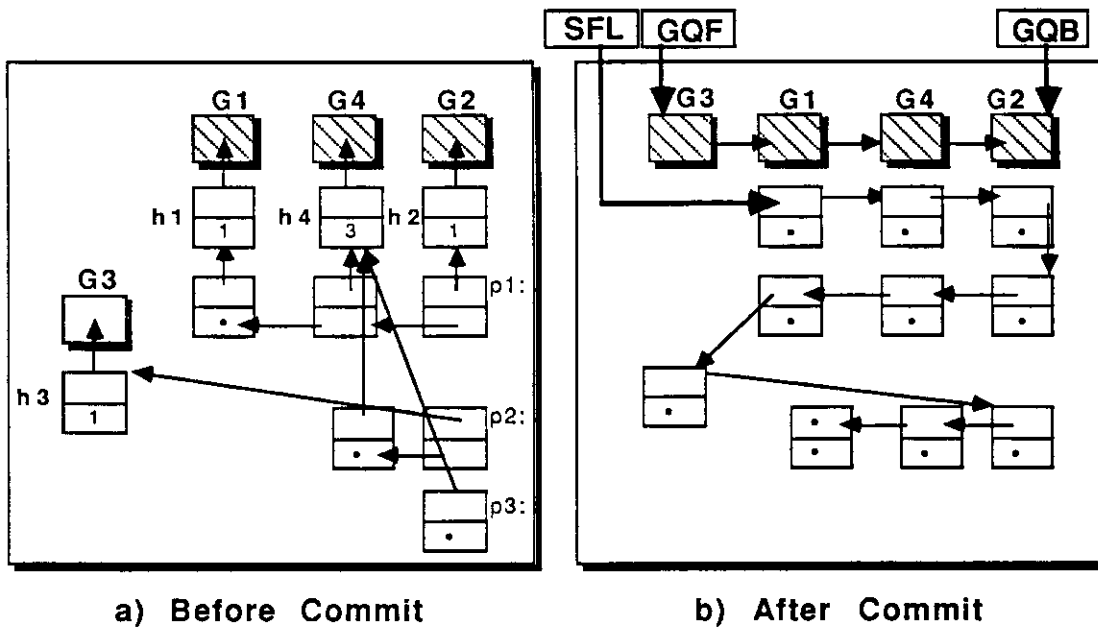 SFL GQF GQB
G1 G4 G2
G3 G1 G4 G2
h1 1 h4 3 h2 1
p1:
G3
h3 1
p2:
p3:
a) Before Commit
b) After Commit